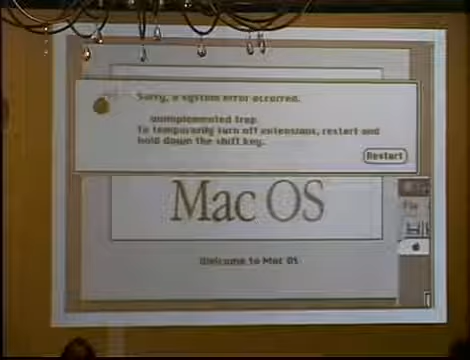 Sorry, a system error occurred.
unimplemented trap
To temporarily turn off extensions, restart and
hold down the shift key.
Restart
Mac OS
Welcome to Mac OS